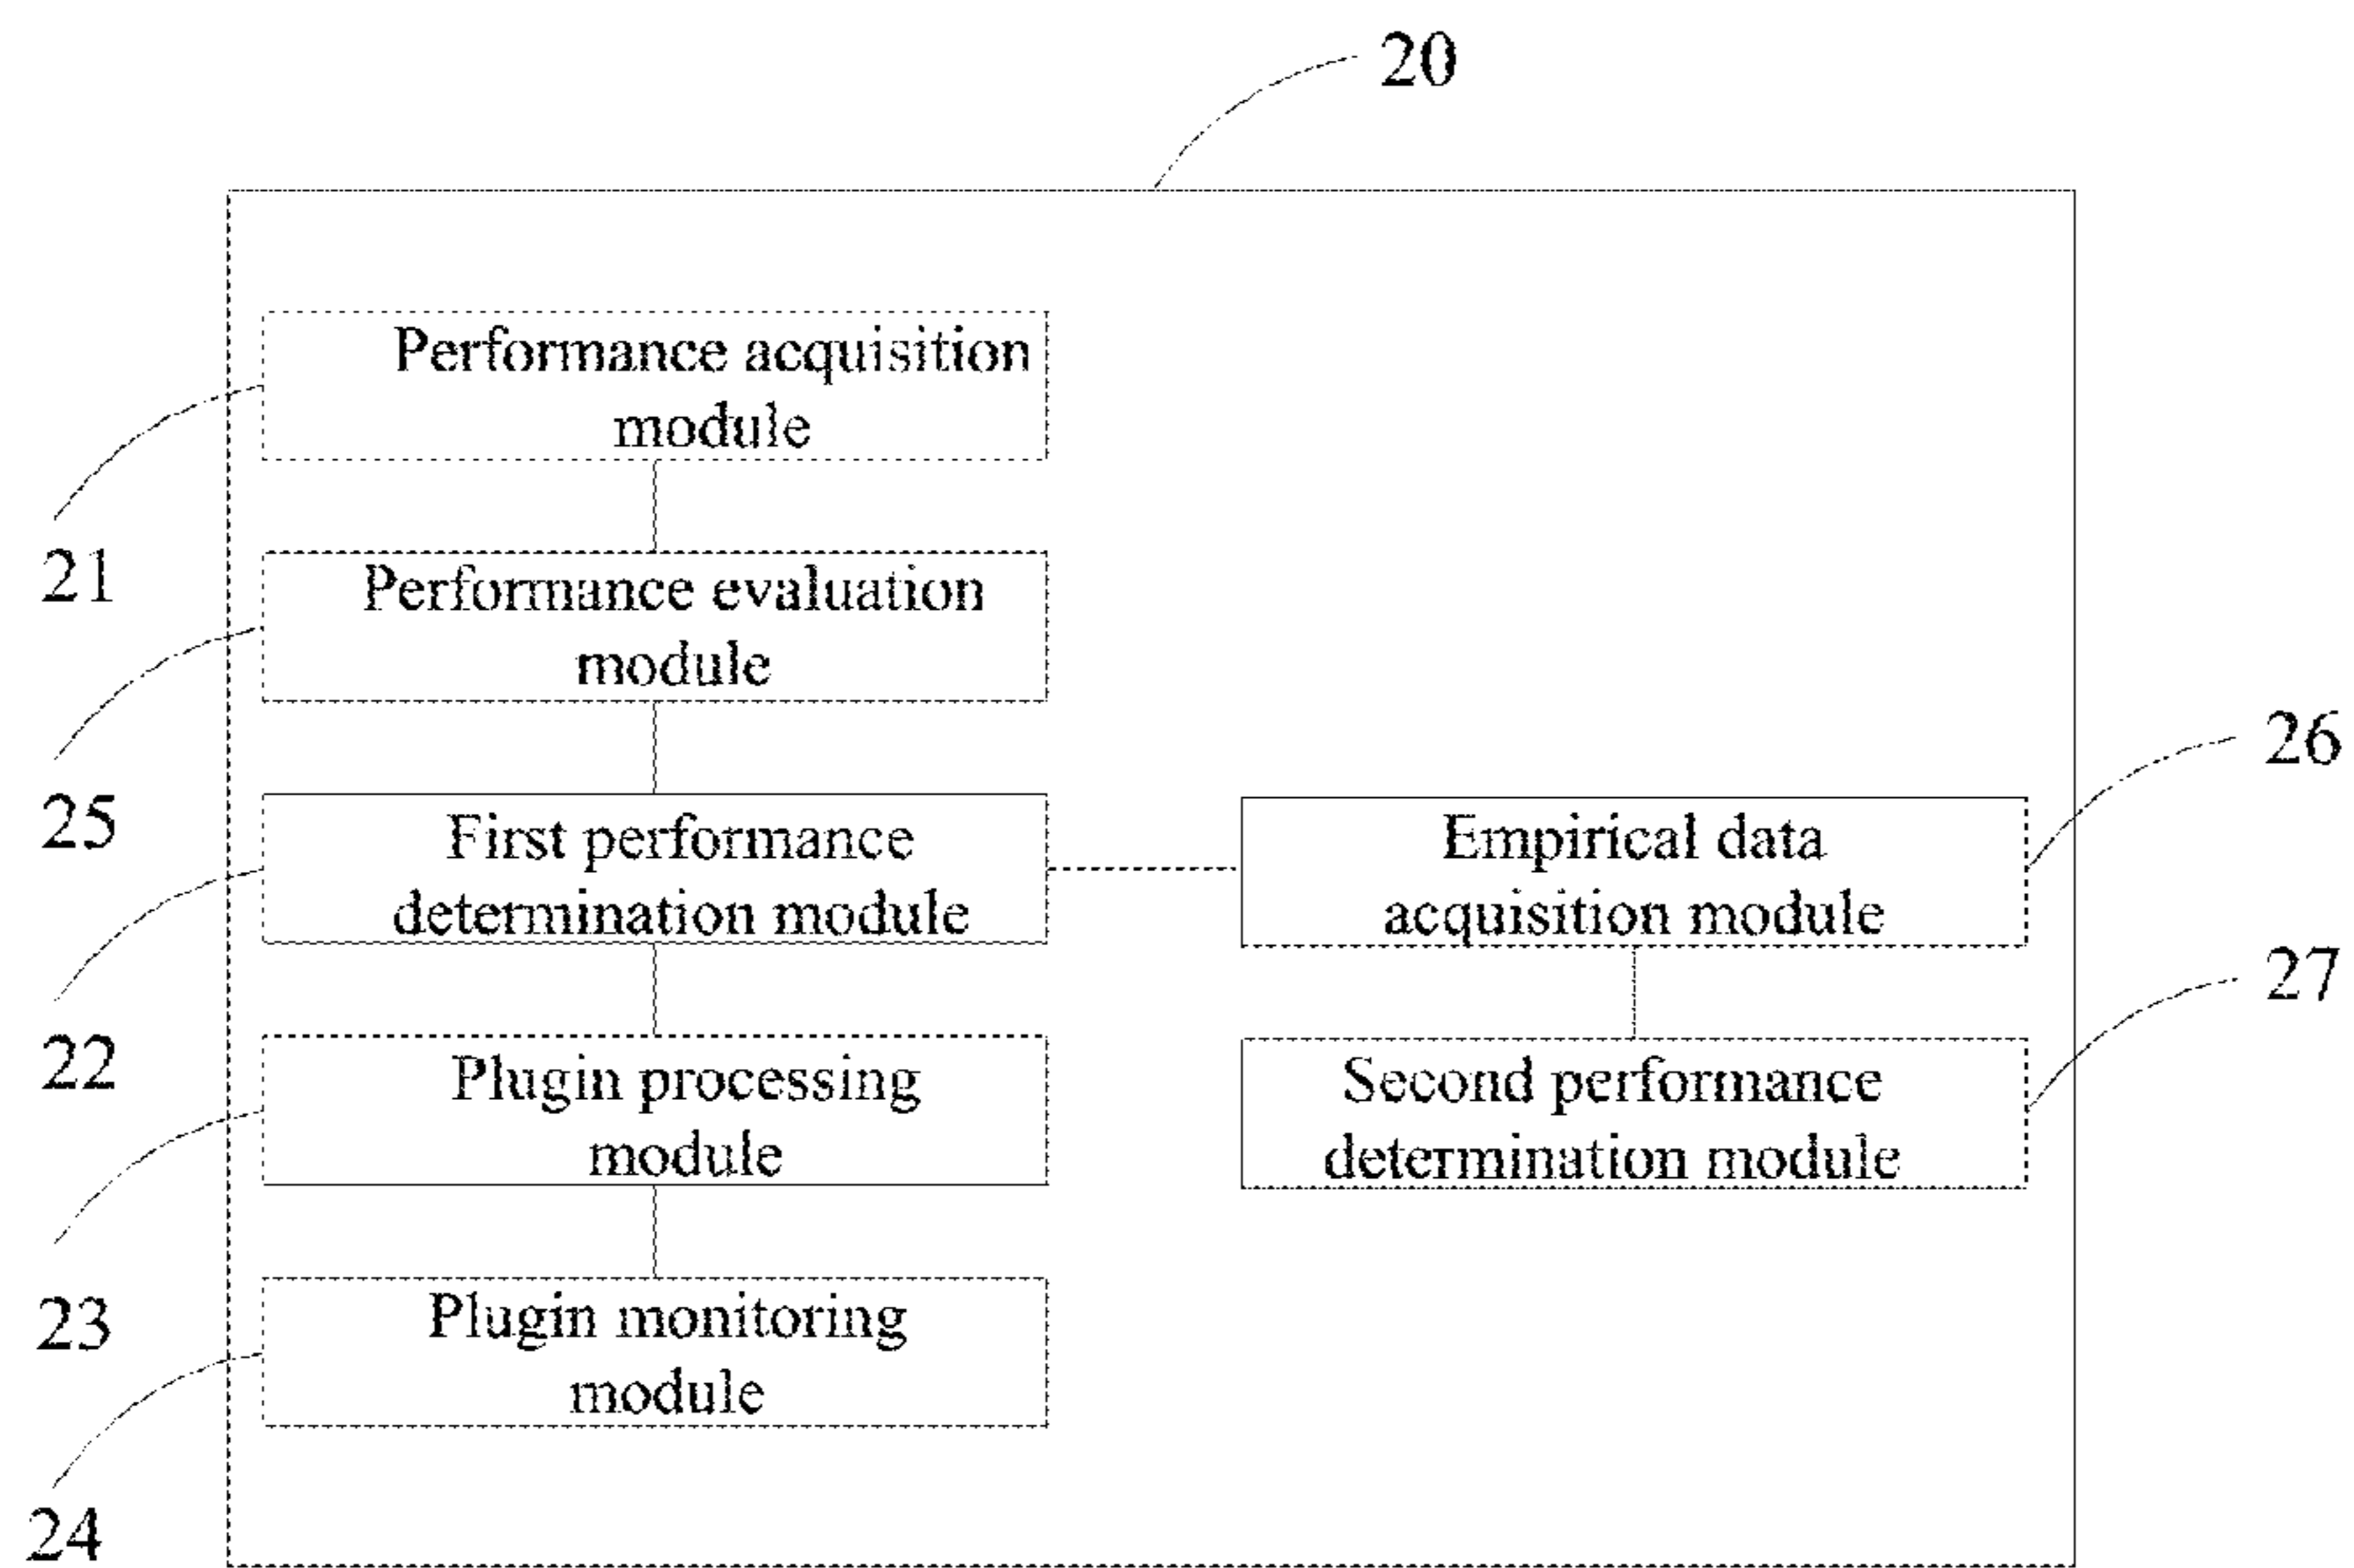 20
Performance acquisition
module
21
Performance evaluation
module
25
First performance
determination module
22
Empirical data
acquisition module
26
Plugin processing
module
23
Second performance
determination module
27
Plugin monitoring
module
24